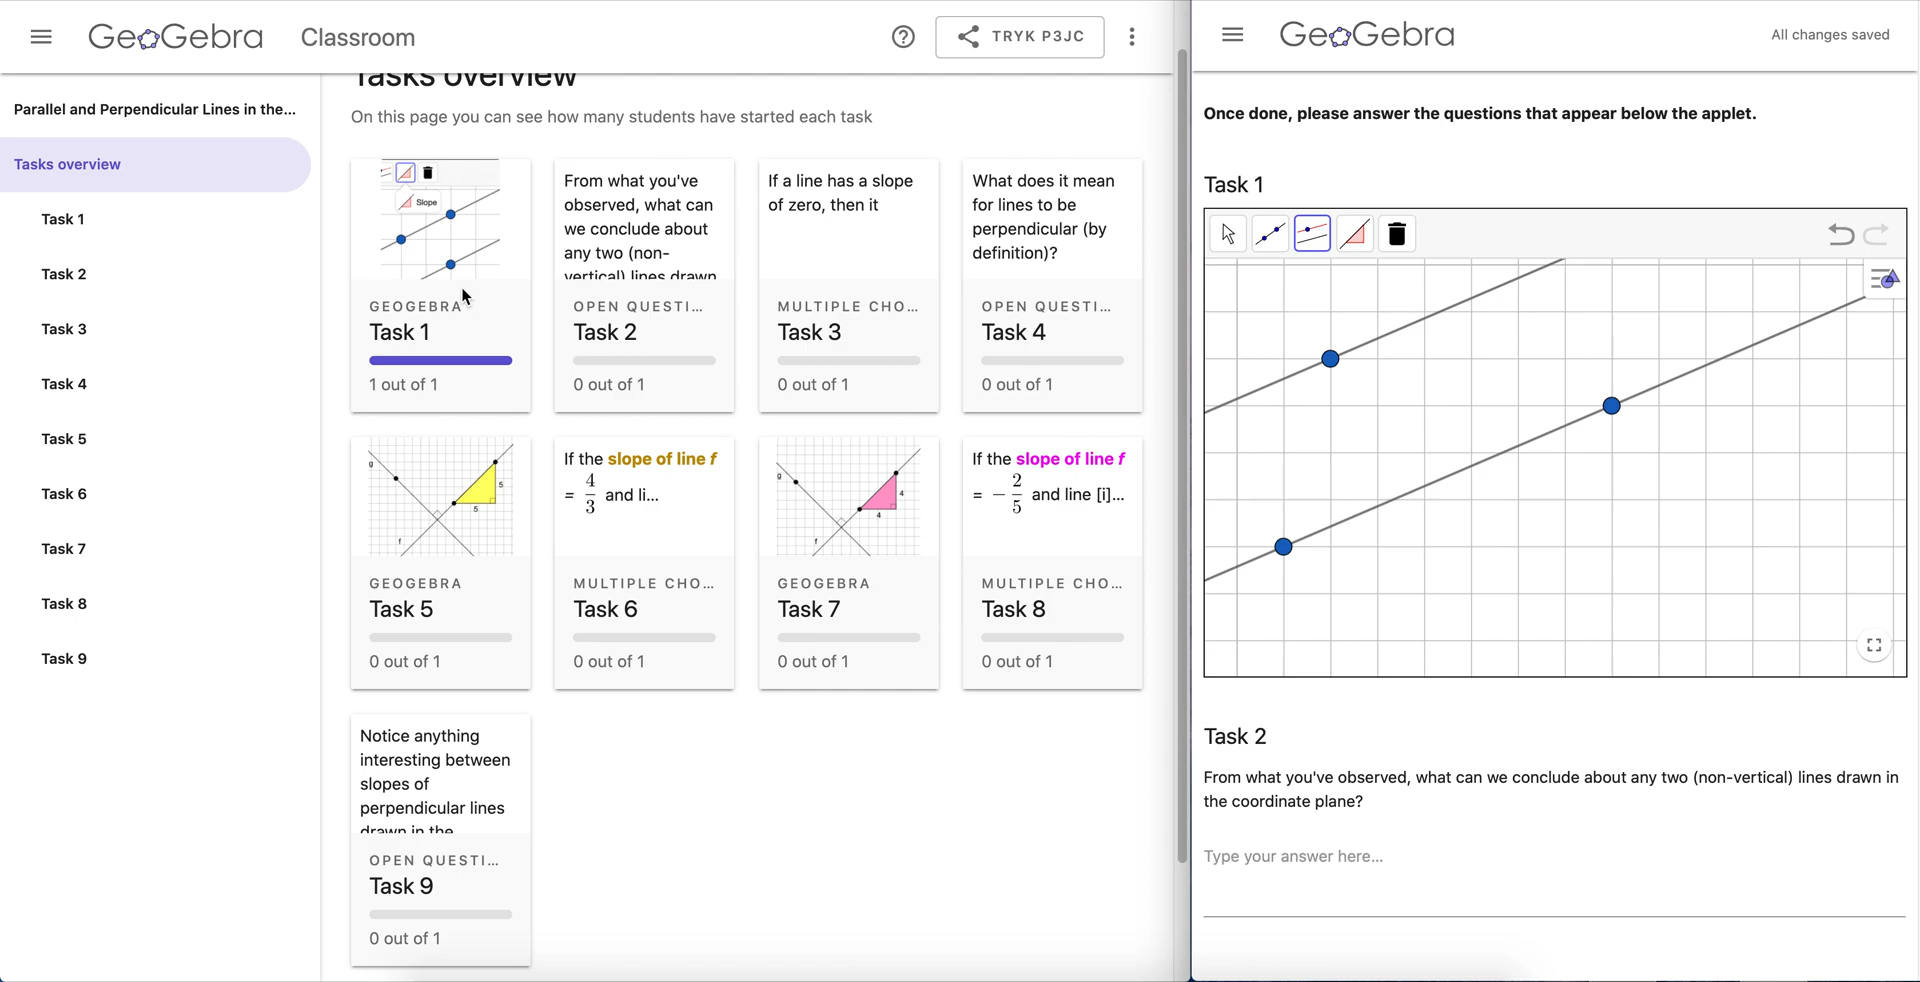 GeoGebra
Classroom
TRYK P3JC
Parallel and Perpendicular Lines in the...
Tasks overview
Task 1
Task 2
Task 3
Task 4
Task 5
Task 6
Task 7
Task 8
Task 9
Tasks overview
On this page you can see how many students have started each task
Slope
GEOGEBRA
Task 1
1 out of 1
From what you've
observed, what can
we conclude about
any two (non-
vertical) lines drawn
OPEN QUESTI...
Task 2
0 out of 1
If a line has a slope
of zero, then it
MULTIPLE CHO...
Task 3
0 out of 1
What does it mean
for lines to be
perpendicular (by
definition)?
OPEN QUESTI...
Task 4
0 out of 1
g
5
5
f
GEOGEBRA
Task 5
0 out of 1
If the slope of line f
= 4/3 and li...
MULTIPLE CHO...
Task 6
0 out of 1
g
4
4
f
GEOGEBRA
Task 7
0 out of 1
If the slope of line f
= − 2/5 and line [i]...
MULTIPLE CHO...
Task 8
0 out of 1
Notice anything
interesting between
slopes of
perpendicular lines
drawn in the
OPEN QUESTI...
Task 9
0 out of 1
GeoGebra
All changes saved
Once done, please answer the questions that appear below the applet.
Task 1
Task 2
From what you've observed, what can we conclude about any two (non-vertical) lines drawn in
the coordinate plane?
Type your answer here...